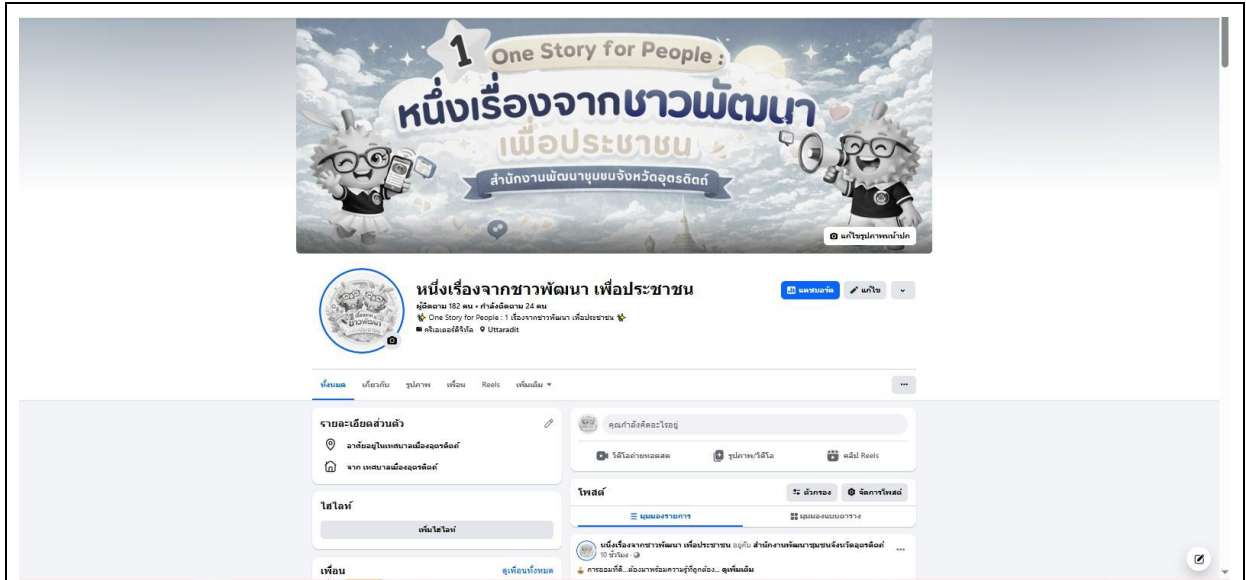 1 One Story for People :
หนึ่งเรื่องจากชาวพัฒนา
เพื่อประชาชน
สำนักงานพัฒนาชุมชนจังหวัดอุตรดิตถ์
แก้ไขรูปภาพหน้าปก
หนึ่งเรื่องจากชาวพัฒนา เพื่อประชาชน
ผู้ติดตาม 182 คน • กำลังติดตาม 24 คน
One Story for People : 1 เรื่องจากชาวพัฒนา เพื่อประชาชน
ครีเอเตอร์ดิจิทัล Uttaradit
แดชบอร์ด แก้ไข
ทั้งหมด เกี่ยวกับ รูปภาพ เพื่อน Reels เพิ่มเติม
รายละเอียดส่วนตัว
อาศัยอยู่ในเทศบาลเมืองอุตรดิตถ์
จาก เทศบาลเมืองอุตรดิตถ์
ไฮไลท์
เพิ่มไฮไลท์
เพื่อน ดูเพื่อนทั้งหมด
คุณกำลังคิดอะไรอยู่
วิดีโอถ่ายทอดสด รูปภาพ/วิดีโอ คลิป Reels
โพสต์ ตัวกรอง จัดการโพสต์
มุมมองรายการ มุมมองแบบตาราง
หนึ่งเรื่องจากชาวพัฒนา เพื่อประชาชน อยู่กับ สำนักงานพัฒนาชุมชนจังหวัดอุตรดิตถ์
10 ชั่วโมง
การออมที่ดี...ต้องมาพร้อมความรู้ที่ถูกต้อง... ดูเพิ่มเติม